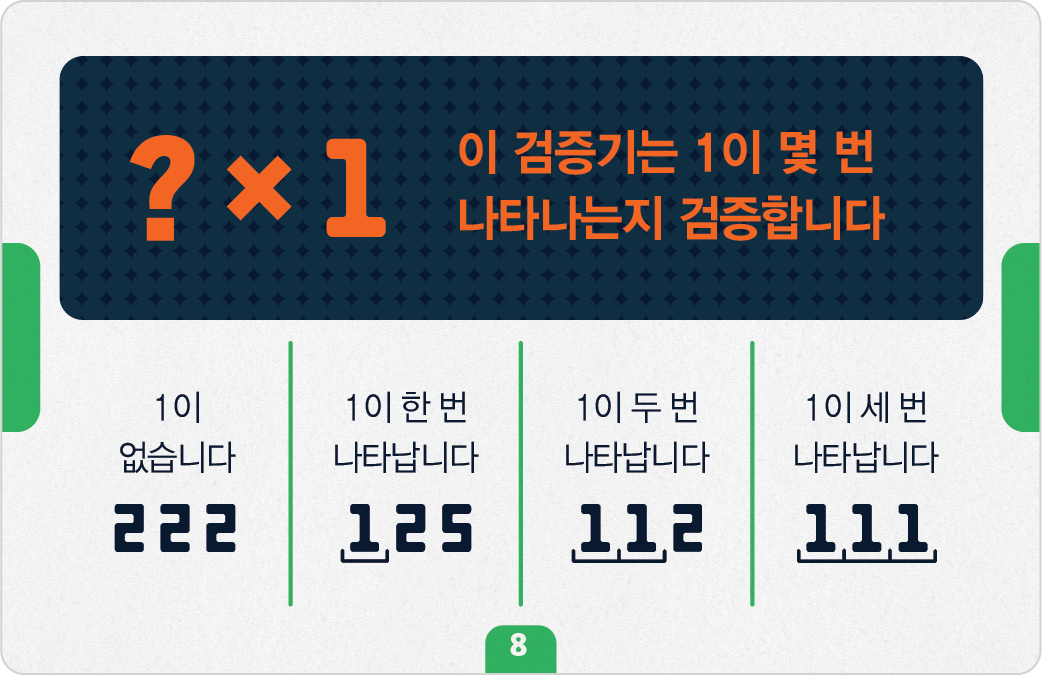 ?×1
이 검증기는 1이 몇 번
나타나는지 검증합니다
1이
없습니다
222
1이 한 번
나타납니다
125
1이 두 번
나타납니다
112
1이 세 번
나타납니다
111
8